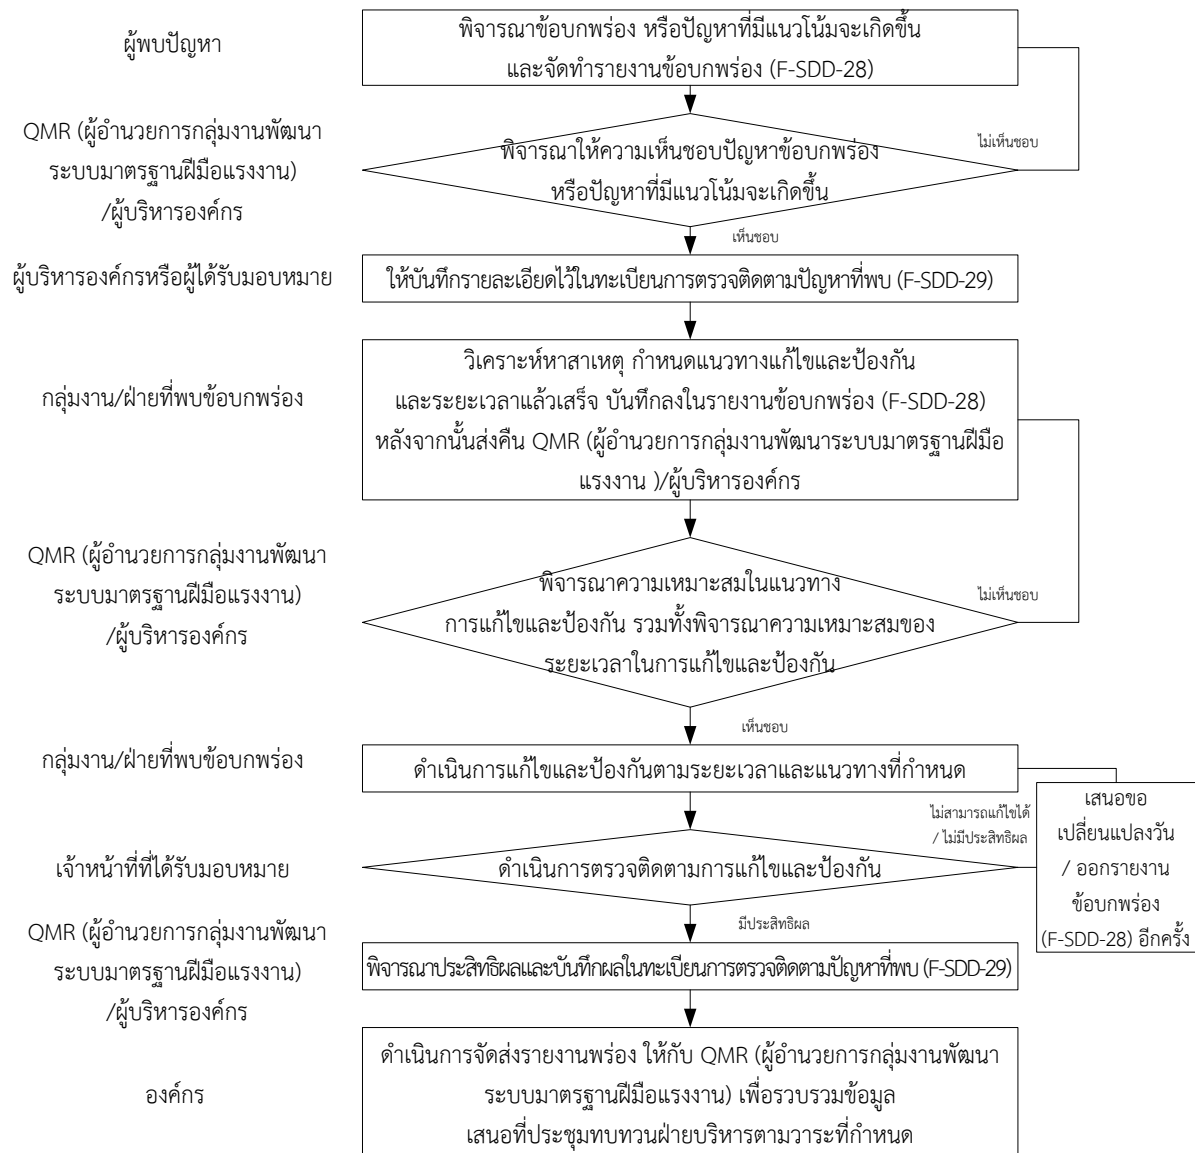 ผู้พบปัญหา
พิจารณาข้อบกพร่อง หรือปัญหาที่มีแนวโน้มจะเกิดขึ้น
และจัดทำรายงานข้อบกพร่อง (F-SDD-28)
QMR (ผู้อำนวยการกลุ่มงานพัฒนา
ระบบมาตรฐานฝีมือแรงงาน)
/ผู้บริหารองค์กร
พิจารณาให้ความเห็นชอบปัญหาข้อบกพร่อง
หรือปัญหาที่มีแนวโน้มจะเกิดขึ้น
ไม่เห็นชอบ
เห็นชอบ
ผู้บริหารองค์กรหรือผู้ได้รับมอบหมาย
ให้บันทึกรายละเอียดไว้ในทะเบียนการตรวจติดตามปัญหาที่พบ (F-SDD-29)
กลุ่มงาน/ฝ่ายที่พบข้อบกพร่อง
วิเคราะห์หาสาเหตุ กำหนดแนวทางแก้ไขและป้องกัน
และระยะเวลาแล้วเสร็จ บันทึกลงในรายงานข้อบกพร่อง (F-SDD-28)
หลังจากนั้นส่งคืน QMR (ผู้อำนวยการกลุ่มงานพัฒนาระบบมาตรฐานฝีมือ
แรงงาน )/ผู้บริหารองค์กร
QMR (ผู้อำนวยการกลุ่มงานพัฒนา
ระบบมาตรฐานฝีมือแรงงาน)
/ผู้บริหารองค์กร
พิจารณาความเหมาะสมในแนวทาง
การแก้ไขและป้องกัน รวมทั้งพิจารณาความเหมาะสมของ
ระยะเวลาในการแก้ไขและป้องกัน
ไม่เห็นชอบ
เห็นชอบ
กลุ่มงาน/ฝ่ายที่พบข้อบกพร่อง
ดำเนินการแก้ไขและป้องกันตามระยะเวลาและแนวทางที่กำหนด
ไม่สามารถแก้ไขได้
/ ไม่มีประสิทธิผล
เสนอขอ
เปลี่ยนแปลงวัน
/ ออกรายงาน
ข้อบกพร่อง
(F-SDD-28) อีกครั้ง
เจ้าหน้าที่ที่ได้รับมอบหมาย
ดำเนินการตรวจติดตามการแก้ไขและป้องกัน
มีประสิทธิผล
QMR (ผู้อำนวยการกลุ่มงานพัฒนา
ระบบมาตรฐานฝีมือแรงงาน)
/ผู้บริหารองค์กร
พิจารณาประสิทธิผลและบันทึกผลในทะเบียนการตรวจติดตามปัญหาที่พบ (F-SDD-29)
องค์กร
ดำเนินการจัดส่งรายงานพร่อง ให้กับ QMR (ผู้อำนวยการกลุ่มงานพัฒนา
ระบบมาตรฐานฝีมือแรงงาน) เพื่อรวบรวมข้อมูล
เสนอที่ประชุมทบทวนฝ่ายบริหารตามวาระที่กำหนด